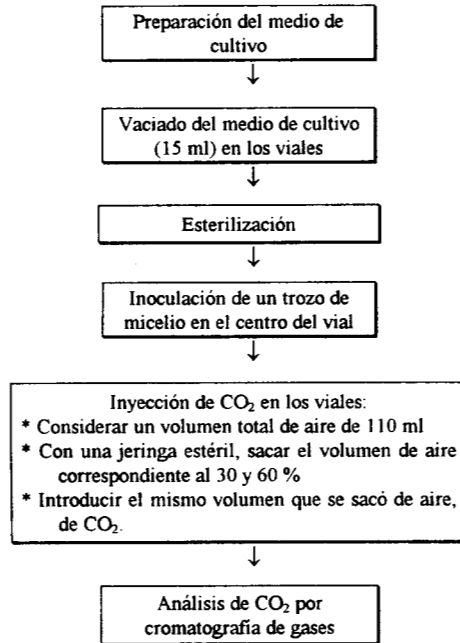 Preparación del medio de
cultivo
↓
Vaciado del medio de cultivo
(15 ml) en los viales
↓
Esterilización
↓
Inoculación de un trozo de
micelio en el centro del vial
↓
Inyección de CO₂ en los viales:
* Considerar un volumen total de aire de 110 ml
* Con una jeringa estéril, sacar el volumen de aire
correspondiente al 30 y 60 %
* Introducir el mismo volumen que se sacó de aire,
de CO₂.
↓
Análisis de CO₂ por
cromatografía de gases